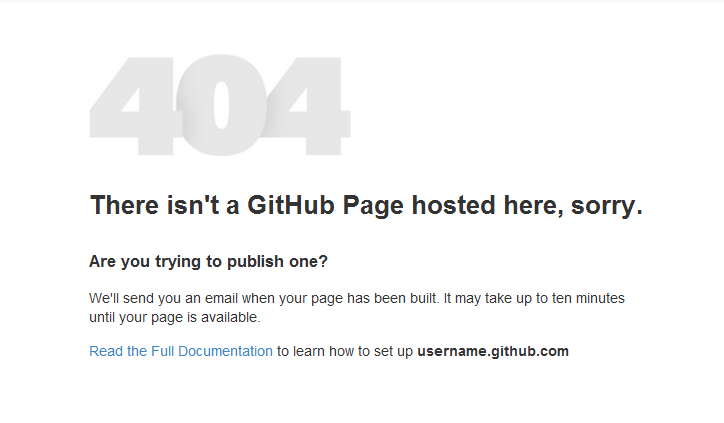 404
There isn't a GitHub Page hosted here, sorry.
Are you trying to publish one?
We'll send you an email when your page has been built. It may take up to ten minutes
until your page is available.
Read the Full Documentation to learn how to set up username.github.com